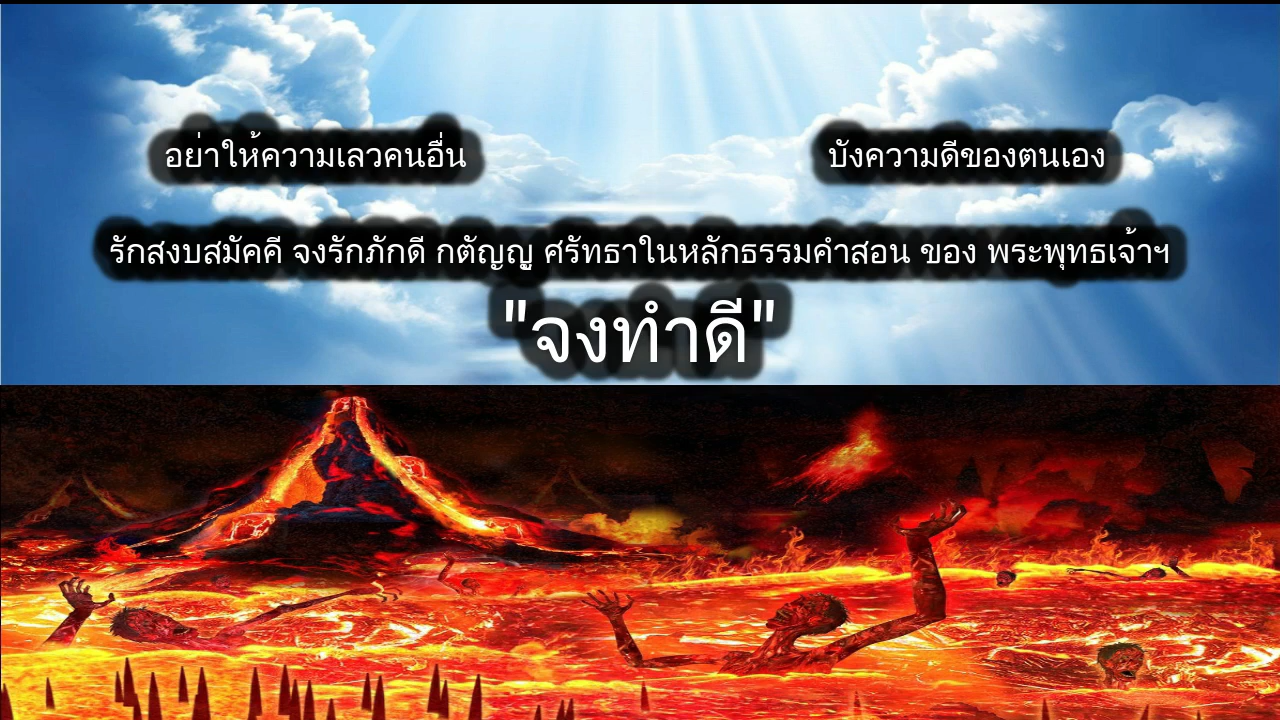 อย่าให้ความเลวคนอื่น บังความดีของตนเอง
รักสงบสมัคคี จงรักภักดี กตัญญู ศรัทธาในหลักธรรมคำสอน ของ พระพุทธเจ้าฯ
"จงทำดี"